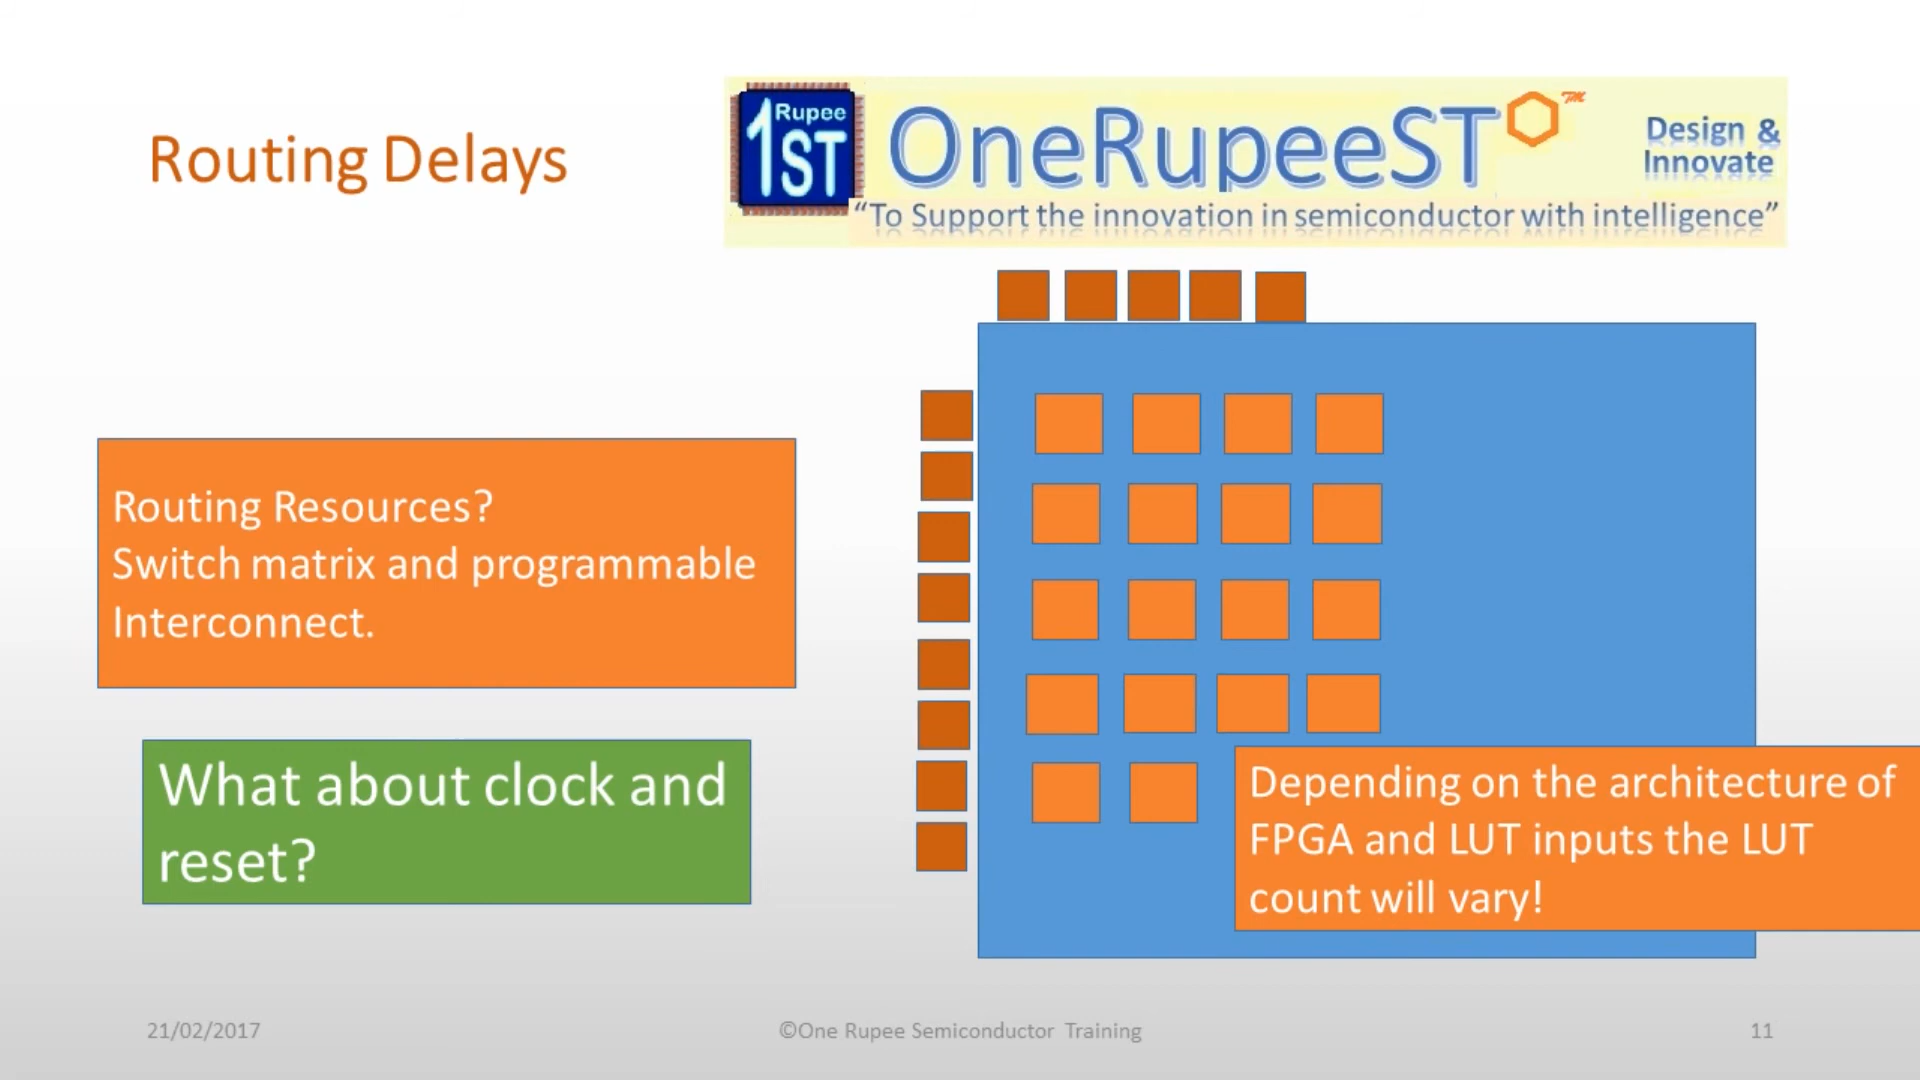 Routing Delays
Rupee
1ST
OneRupeeST™
Design &
Innovate
“To Support the innovation in semiconductor with intelligence”
Routing Resources?
Switch matrix and programmable
Interconnect.
What about clock and
reset?
Depending on the architecture of
FPGA and LUT inputs the LUT
count will vary!
21/02/2017
©One Rupee Semiconductor Training
11